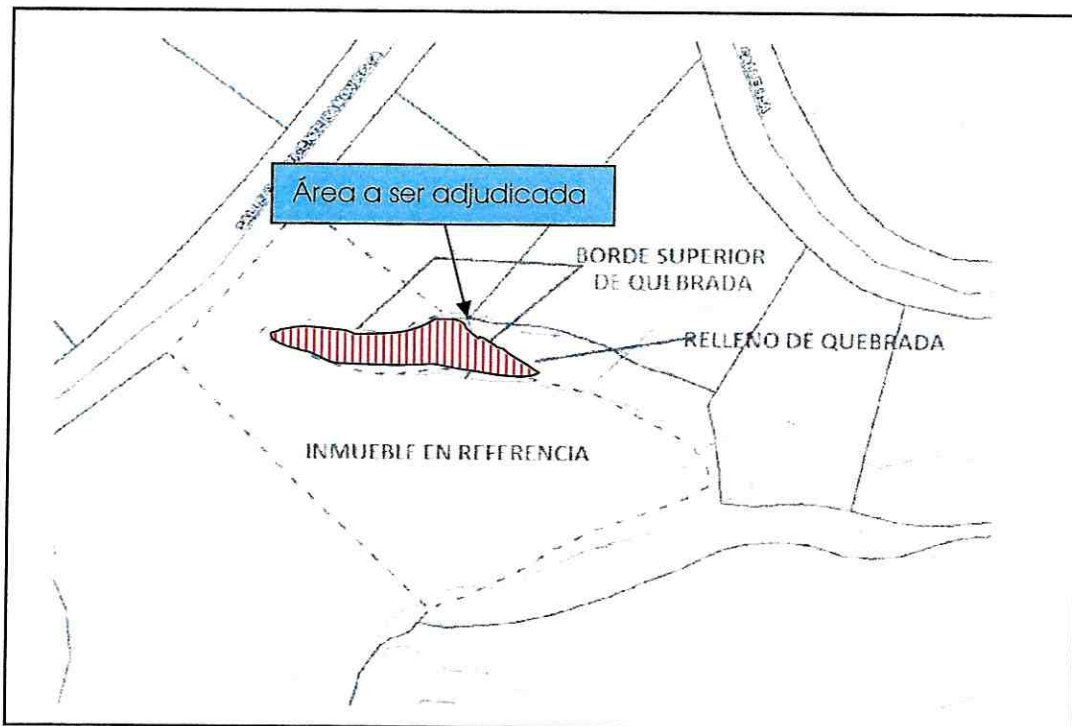 Área a ser adjudicada
BORDE SUPERIOR
DE QUEBRADA
RELLENO DE QUEBRADA
INMUEBLE EN REFERENCIA